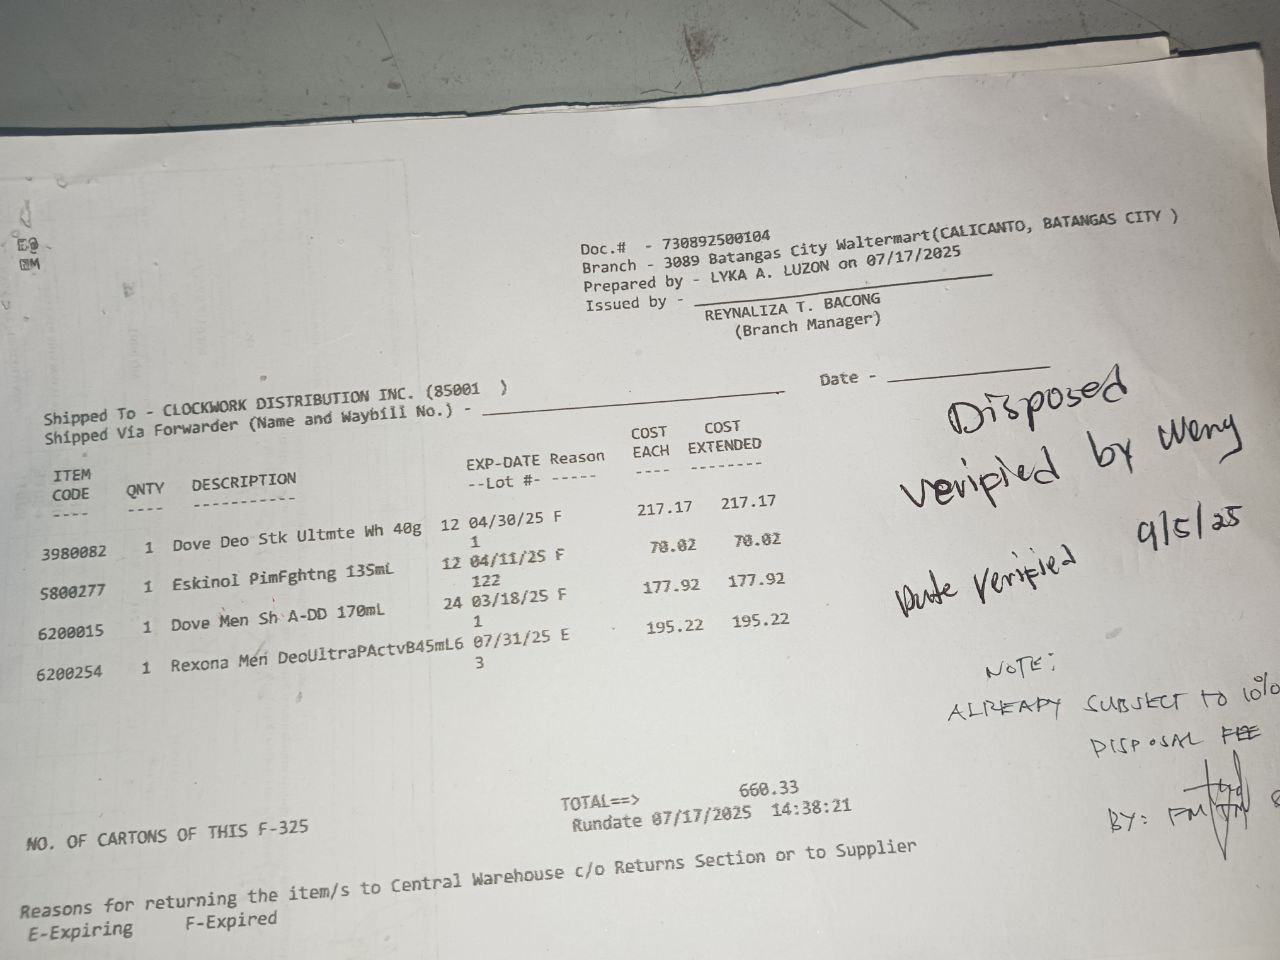 Doc.# - 730892500104
Branch - 3089 Batangas City Waltermart(CALICANTO, BATANGAS CITY )
Prepared by - LYKA A. LUZON on 07/17/2025
Issued by -
REYNALIZA T. BACONG
(Branch Manager)
Shipped To - CLOCKWORK DISTRIBUTION INC. (85001 )
Date -
Shipped Via Forwarder (Name and Waybill No.) -
Disposed
veripied by Weng
Date Veripied 9/5/25
NOTE:
ALREADY SUBJECT TO 10%
DISPOSAL FEE
BY: FM
ITEM CODE QNTY DESCRIPTION EXP-DATE Reason COST EACH COST EXTENDED
--Lot #- -----
3980082 1 Dove Deo Stk Ultmte Wh 40g 12 04/30/25 F 217.17 217.17
1
5800277 1 Eskinol PimFghtng 135mL 12 04/11/25 F 70.02 70.02
122
6200015 1 Dove Men Sh A-DD 170mL 24 03/18/25 F 177.92 177.92
1
6200254 1 Rexona Men DeoUltraPActvB45mL6 07/31/25 E 195.22 195.22
3
TOTAL==> 660.33
NO. OF CARTONS OF THIS F-325
Rundate 07/17/2025 14:38:21
Reasons for returning the item/s to Central Warehouse c/o Returns Section or to Supplier
E-Expiring F-Expired